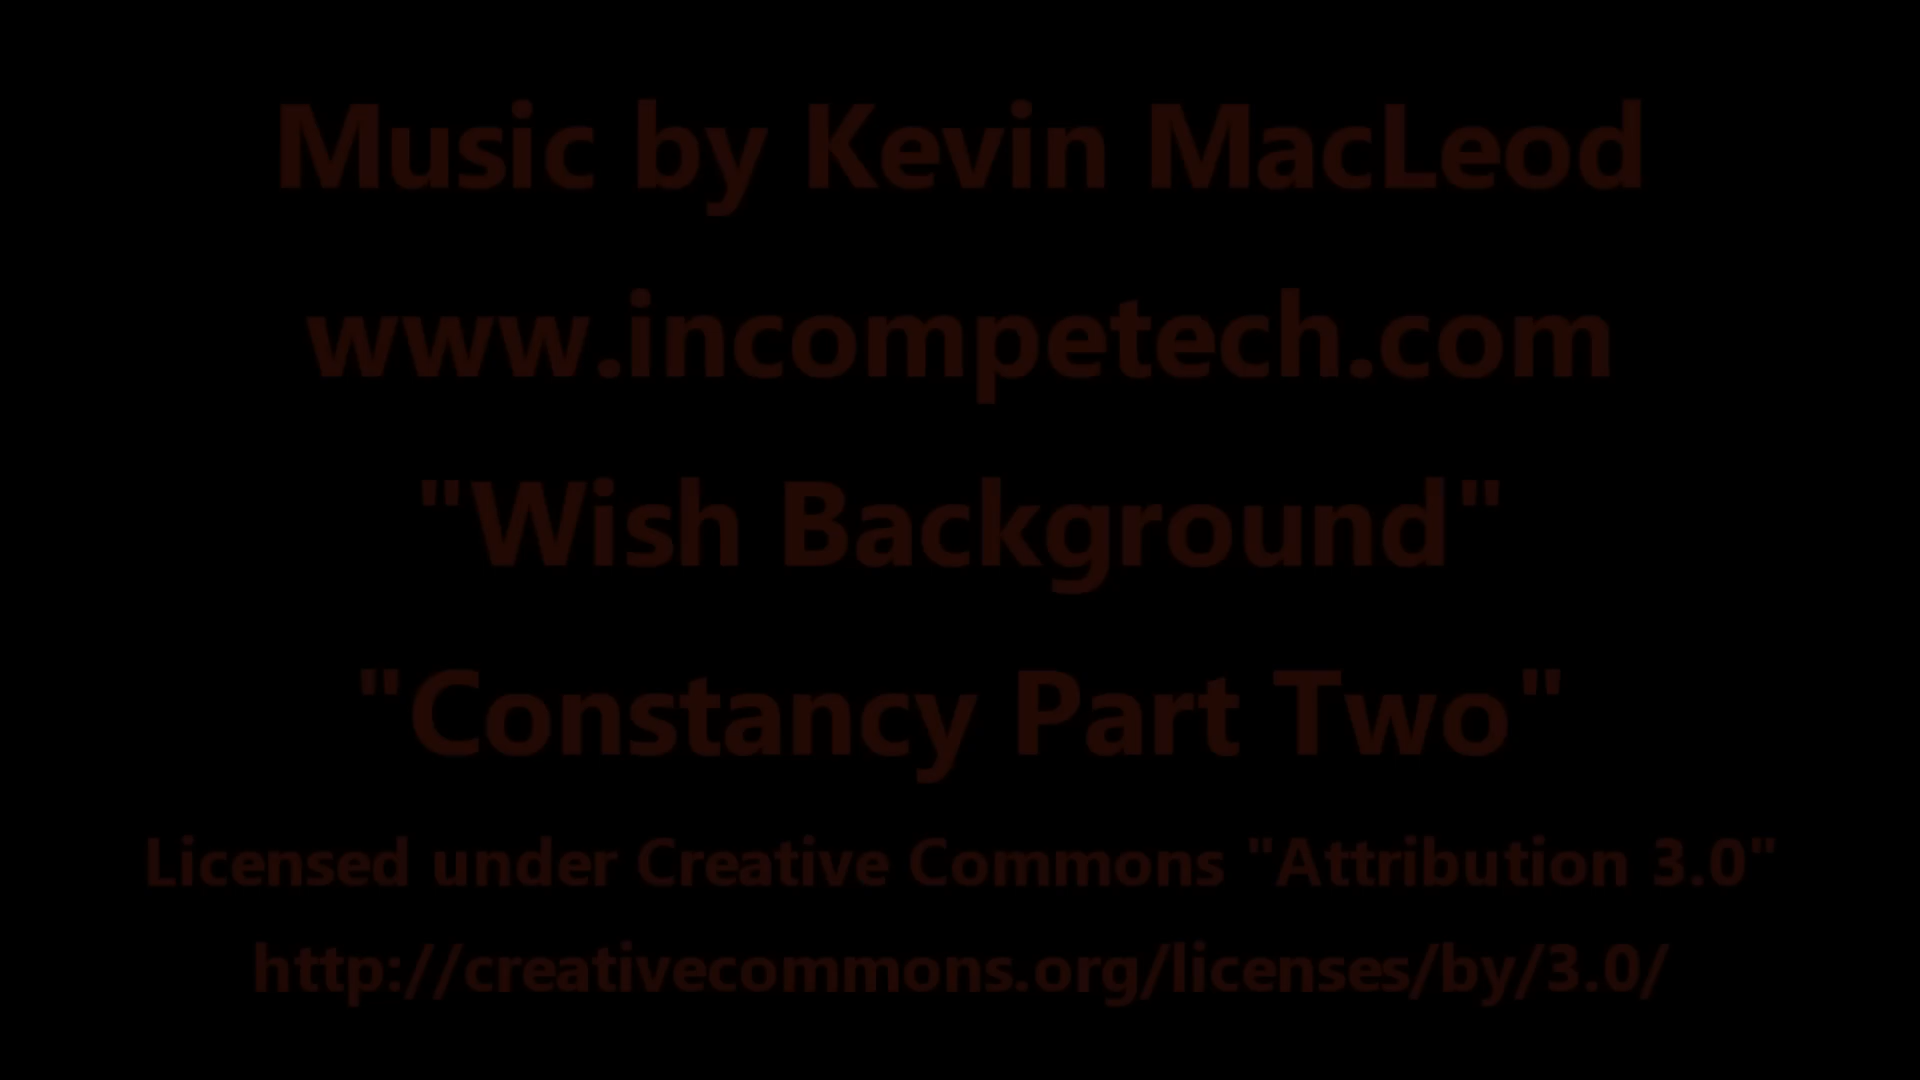 Music by Kevin MacLeod
www.incompetech.com
"Wish Background"
"Constancy Part Two"
Licensed under Creative Commons "Attribution 3.0"
http://creativecommons.org/licenses/by/3.0/